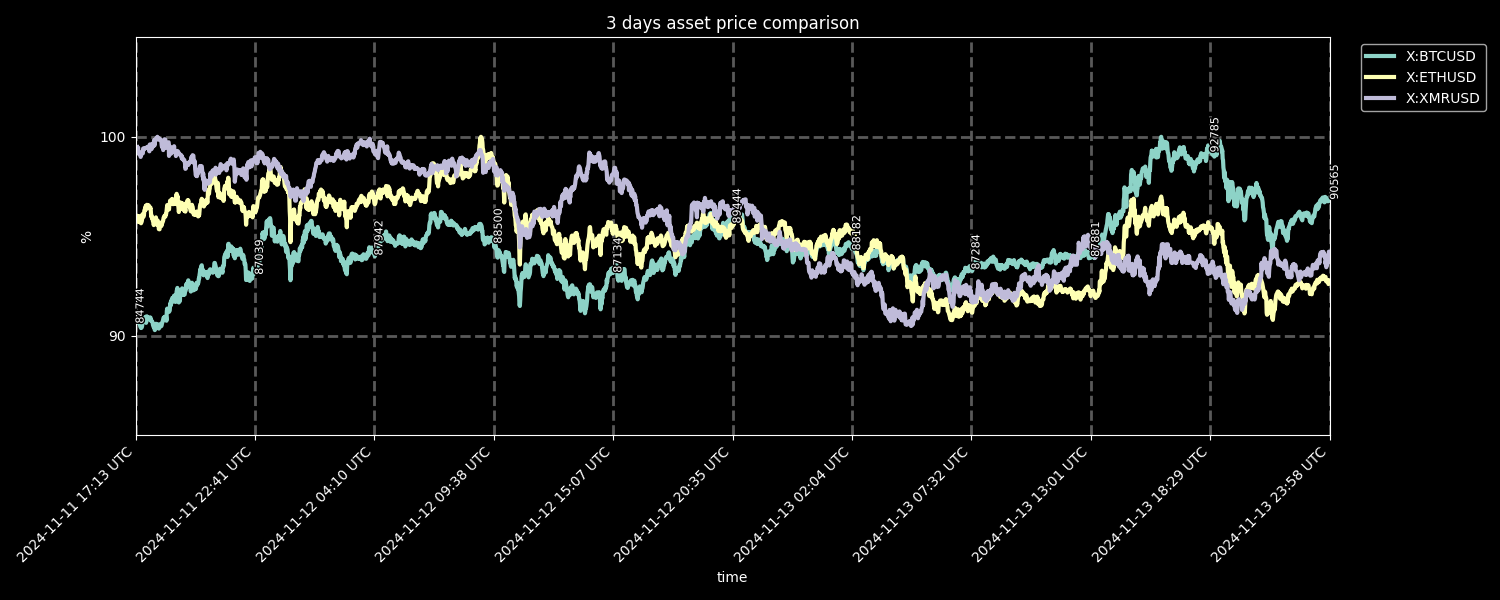 3 days asset price comparison
X:BTCUSD
X:ETHUSD
X:XMRUSD
100
90
%
84744
87039
87942
88500
87134
89444
88182
87284
87881
92785
90565
2024-11-11 17:13 UTC
2024-11-11 22:41 UTC
2024-11-12 04:10 UTC
2024-11-12 09:38 UTC
2024-11-12 15:07 UTC
2024-11-12 20:35 UTC
2024-11-13 02:04 UTC
2024-11-13 07:32 UTC
2024-11-13 13:01 UTC
2024-11-13 18:29 UTC
2024-11-13 23:58 UTC
time